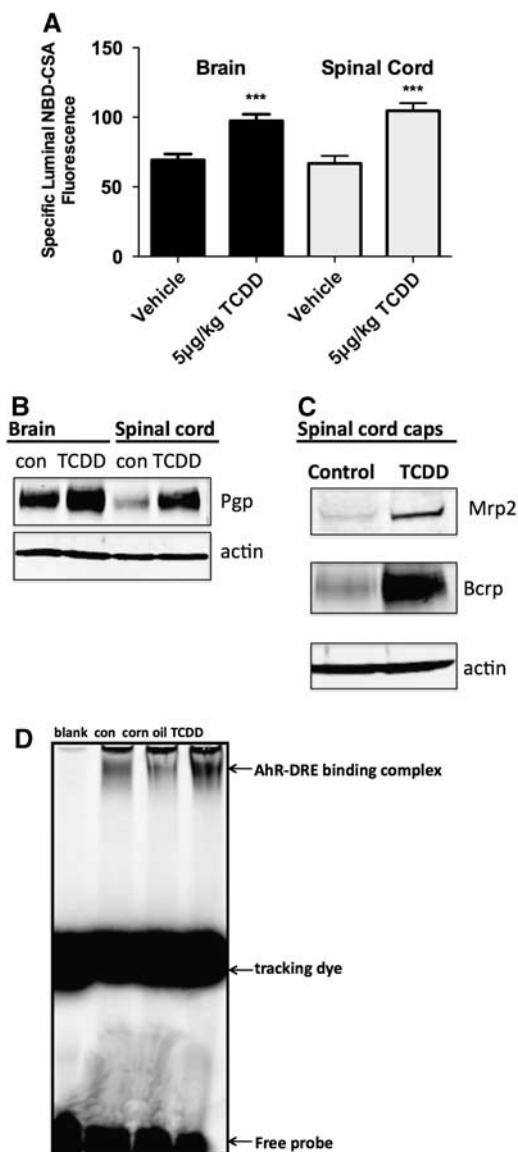 A
Specific Luminal NBD-CSA
Fluorescence
150
100
50
0
Brain
Spinal Cord
***
***
Vehicle
5µg/kg TCDD
Vehicle
5µg/kg TCDD
B
Brain
Spinal cord
con TCDD con TCDD
Pgp
actin
C
Spinal cord caps
Control TCDD
Mrp2
Bcrp
actin
D
blank con corn oil TCDD
AhR-DRE binding complex
tracking dye
Free probe